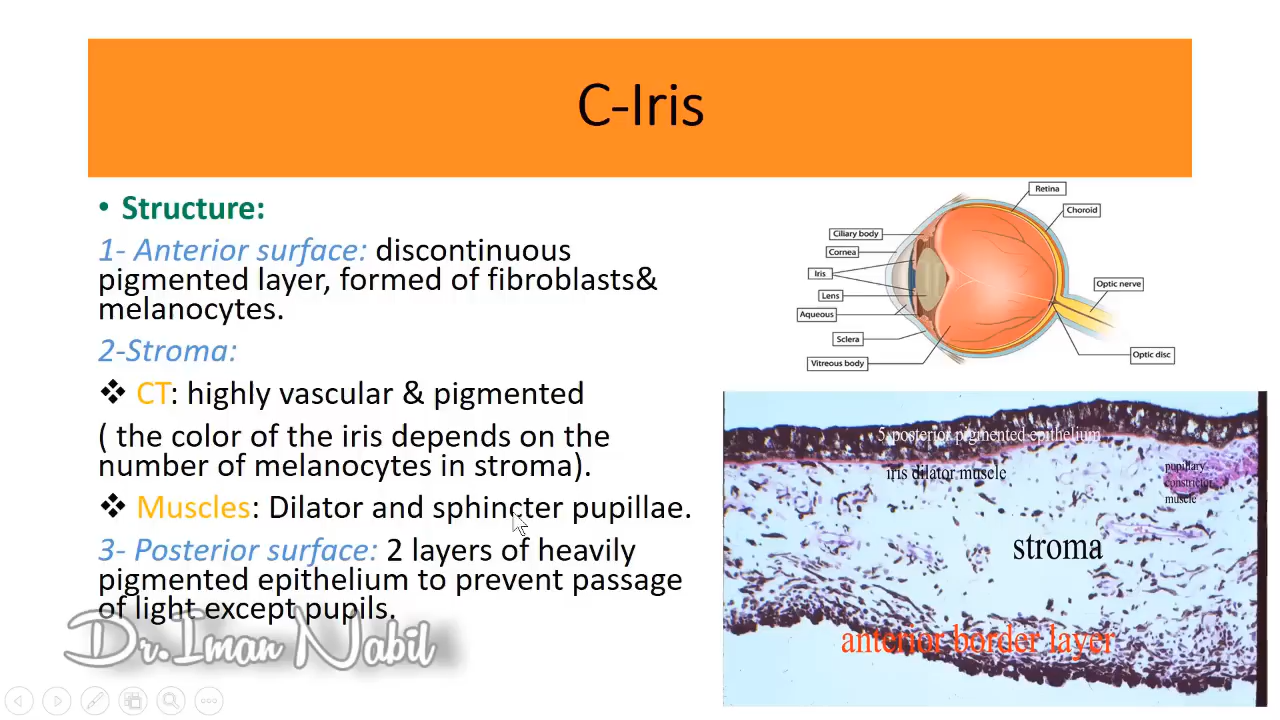 C-Iris
• Structure:
1- Anterior surface: discontinuous
pigmented layer, formed of fibroblasts&
melanocytes.
2-Stroma:
❖ CT: highly vascular & pigmented
( the color of the iris depends on the
number of melanocytes in stroma).
❖ Muscles: Dilator and sphincter pupillae.
3- Posterior surface: 2 layers of heavily
pigmented epithelium to prevent passage
of light except pupils.
Dr.Iman Nabil
Retina
Choroid
Ciliary body
Cornea
Iris
Lens
Aqueous
Sclera
Vitreous body
Optic nerve
Optic disc
5-posterior pigmented epithelium
iris dilator muscle
pupillary
constrictor
muscle
stroma
anterior border layer